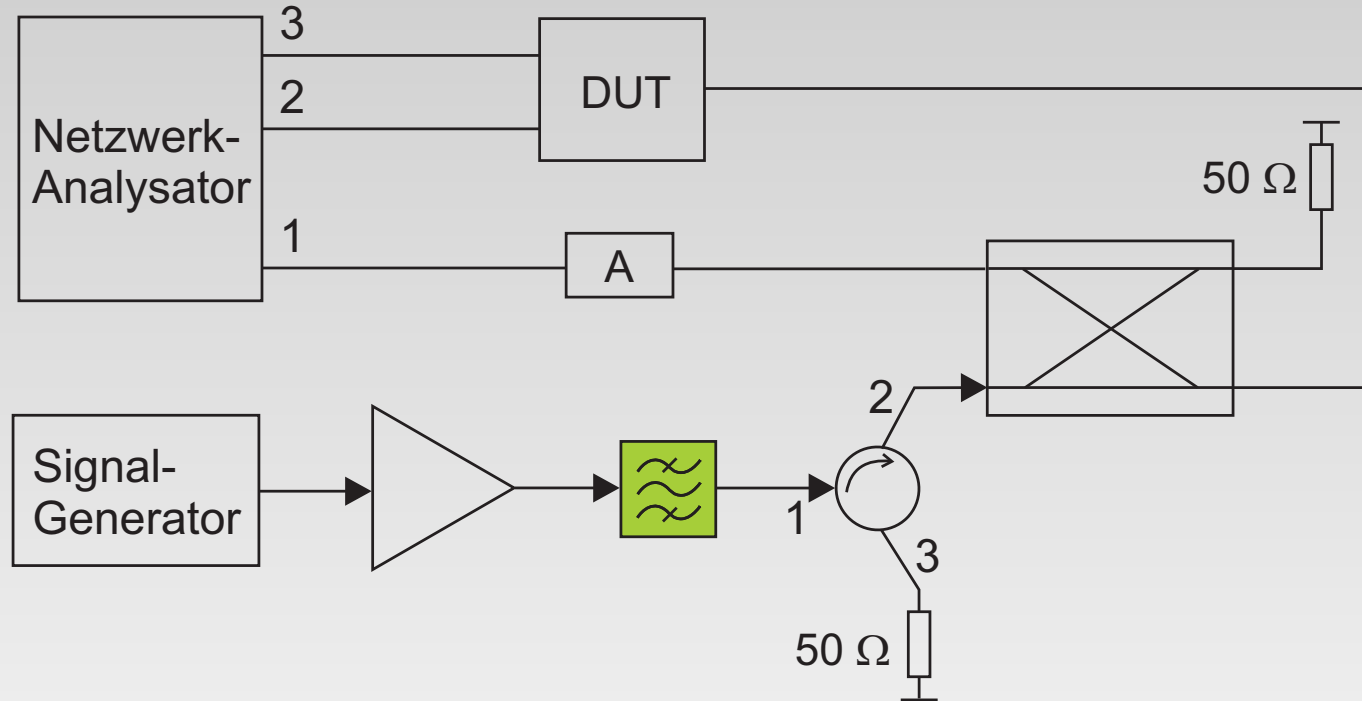 3
2
DUT
Netzwerk-
Analysator
50 Ω
1
A
2
Signal-
Generator
1
3
50 Ω